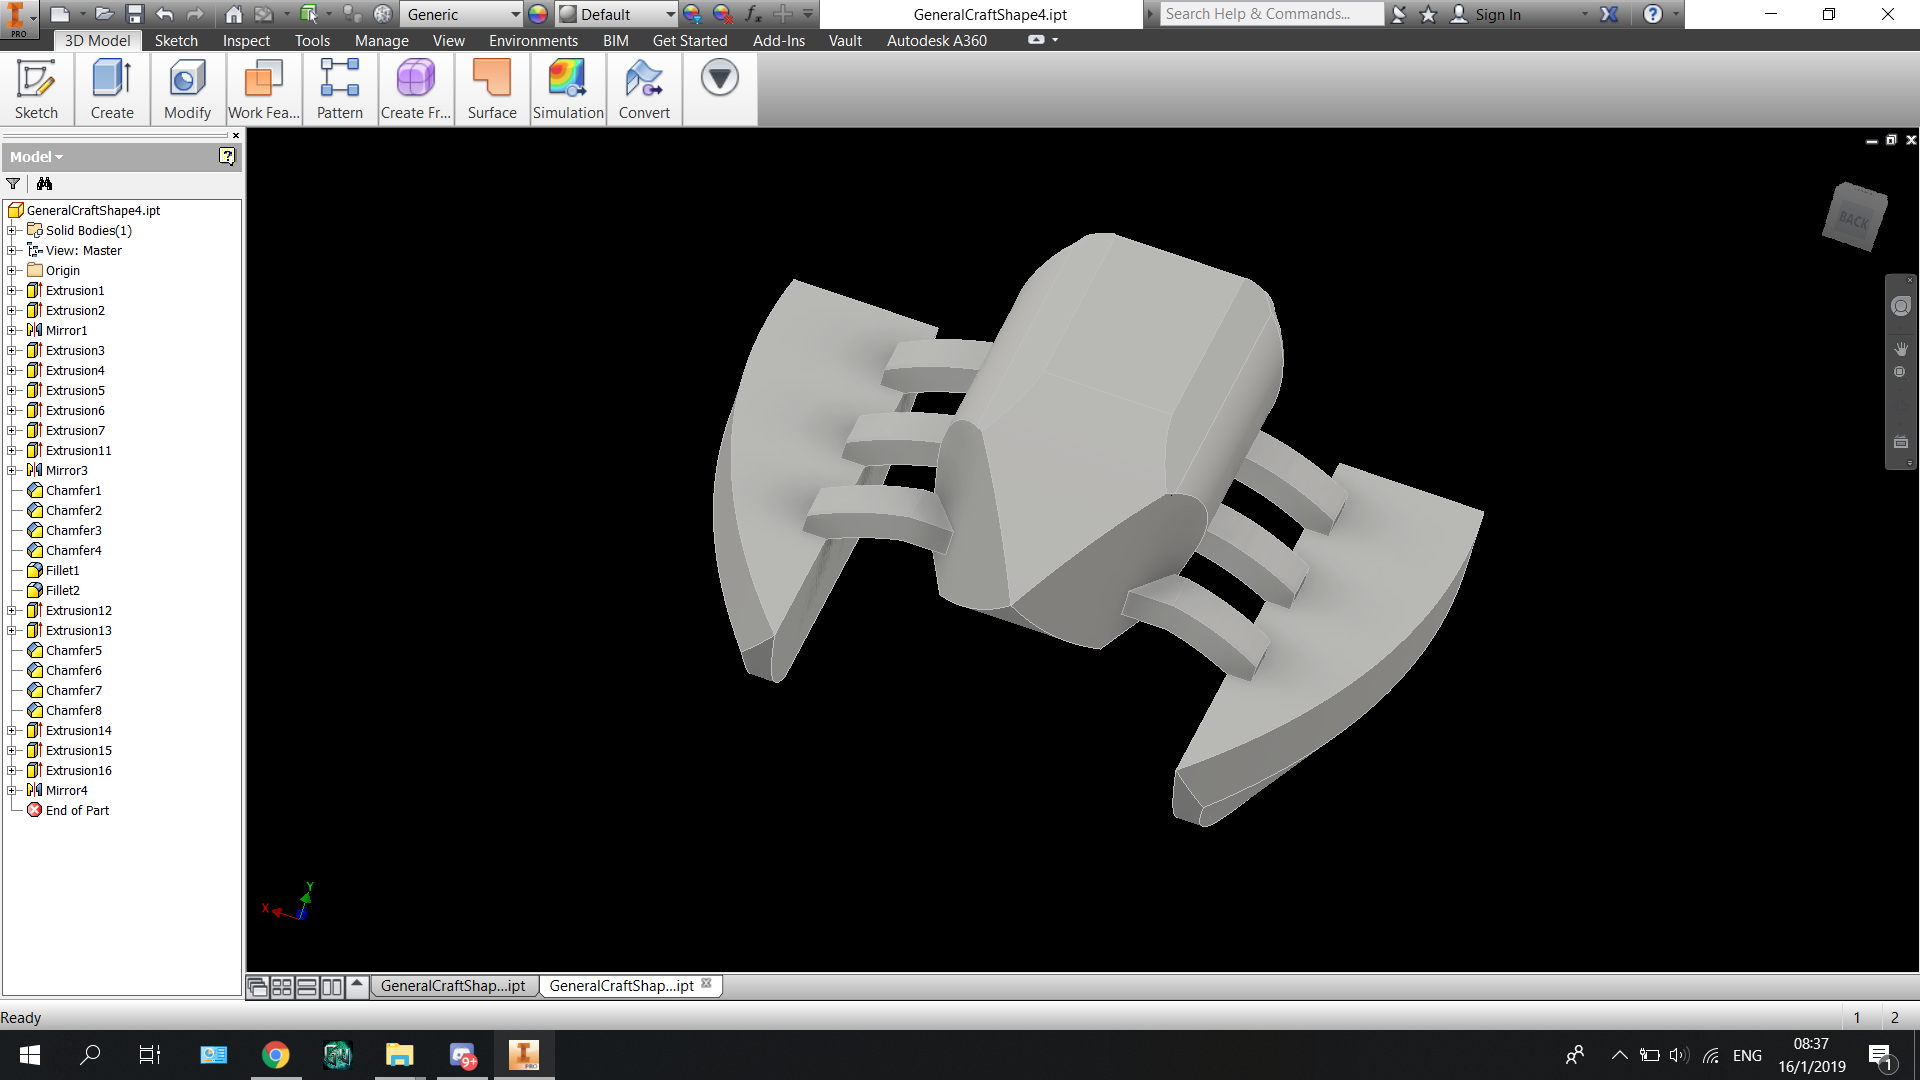 PRO
Generic
Default
fx
GeneralCraftShape4.ipt
Search Help & Commands...
Sign In
3D Model
Sketch
Inspect
Tools
Manage
View
Environments
BIM
Get Started
Add-Ins
Vault
Autodesk A360
Sketch
Create
Modify
Work Fea...
Pattern
Create Fr...
Surface
Simulation
Convert
Model
GeneralCraftShape4.ipt
Solid Bodies(1)
View: Master
Origin
Extrusion1
Extrusion2
Mirror1
Extrusion3
Extrusion4
Extrusion5
Extrusion6
Extrusion7
Extrusion11
Mirror3
Chamfer1
Chamfer2
Chamfer3
Chamfer4
Fillet1
Fillet2
Extrusion12
Extrusion13
Chamfer5
Chamfer6
Chamfer7
Chamfer8
Extrusion14
Extrusion15
Extrusion16
Mirror4
End of Part
BACK
Y
X
GeneralCraftShap...ipt
GeneralCraftShap...ipt
Ready
1
2
9+
PRO
ENG
08:37
16/1/2019
1